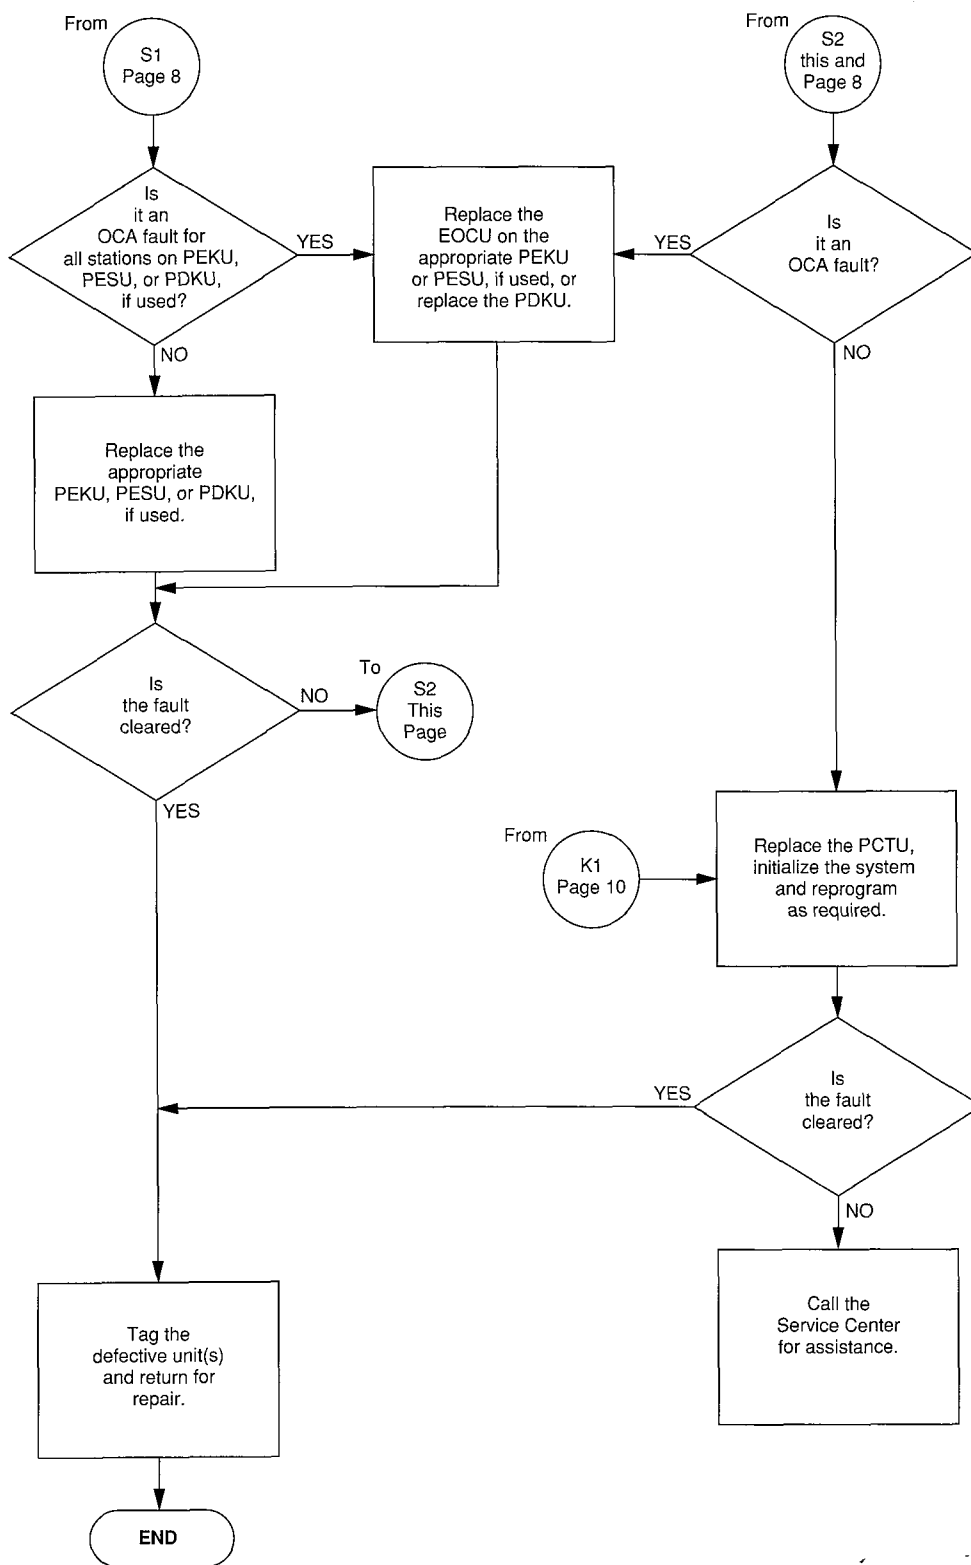 From
S1
Page 8
From
S2
this and
Page 8
Is
it an
OCA fault for
all stations on PEKU,
PESU, or PDKU,
if used?
YES
NO
Replace the
EOCU on the
appropriate PEKU
or PESU, if used, or
replace the PDKU.
YES
Is
it an
OCA fault?
NO
Replace the
appropriate
PEKU, PESU, or PDKU,
if used.
Is
the fault
cleared?
NO
YES
To
S2
This
Page
From
K1
Page 10
Replace the PCTU,
initialize the system
and reprogram
as required.
YES
Is
the fault
cleared?
NO
Tag the
defective unit(s)
and return for
repair.
Call the
Service Center
for assistance.
END